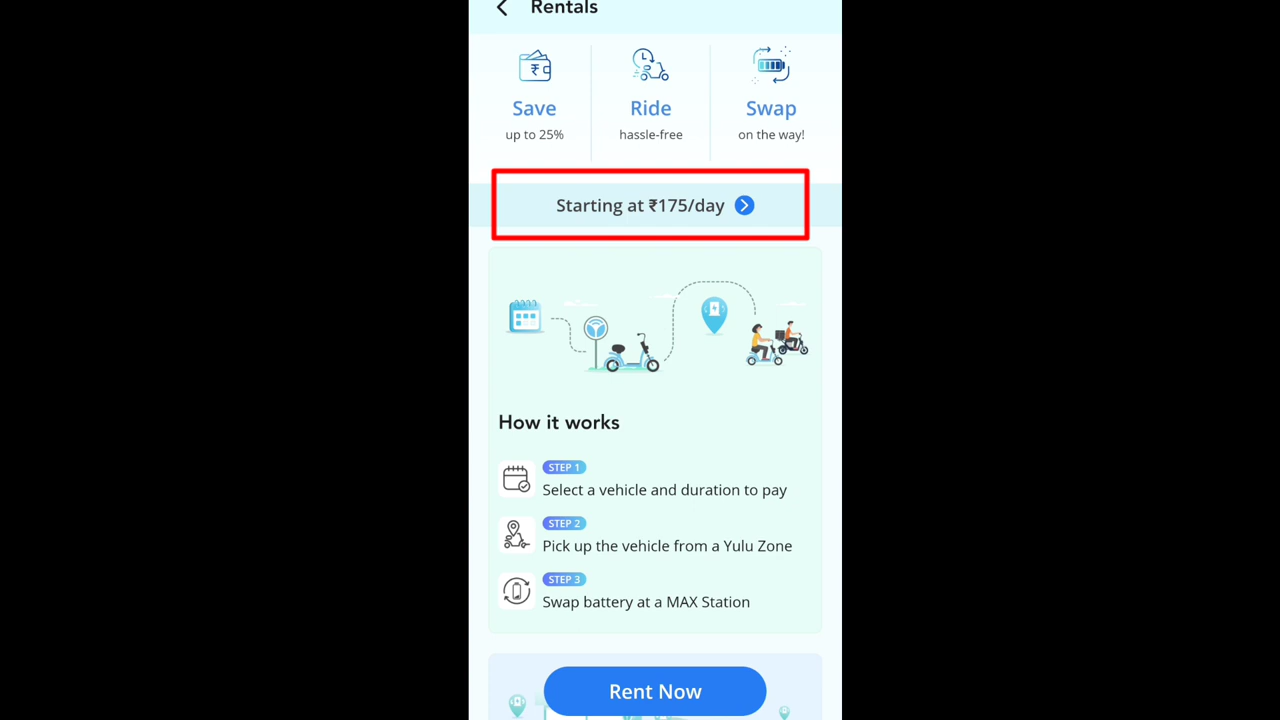 Rentals
Save
up to 25%
Ride
hassle-free
Swap
on the way!
Starting at ₹175/day
How it works
STEP 1
Select a vehicle and duration to pay
STEP 2
Pick up the vehicle from a Yulu Zone
STEP 3
Swap battery at a MAX Station
Rent Now